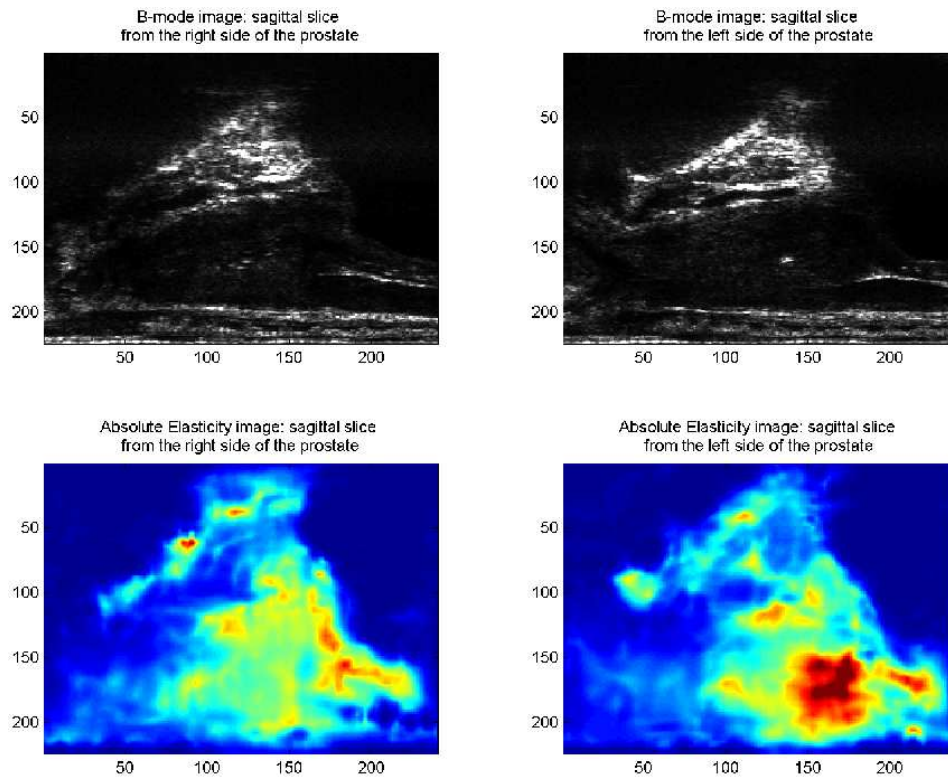 B-mode image: sagittal slice
from the right side of the prostate
50
100
150
200
50 100 150 200
B-mode image: sagittal slice
from the left side of the prostate
50
100
150
200
50 100 150 200
Absolute Elasticity image: sagittal slice
from the right side of the prostate
50
100
150
200
50 100 150 200
Absolute Elasticity image: sagittal slice
from the left side of the prostate
50
100
150
200
50 100 150 200